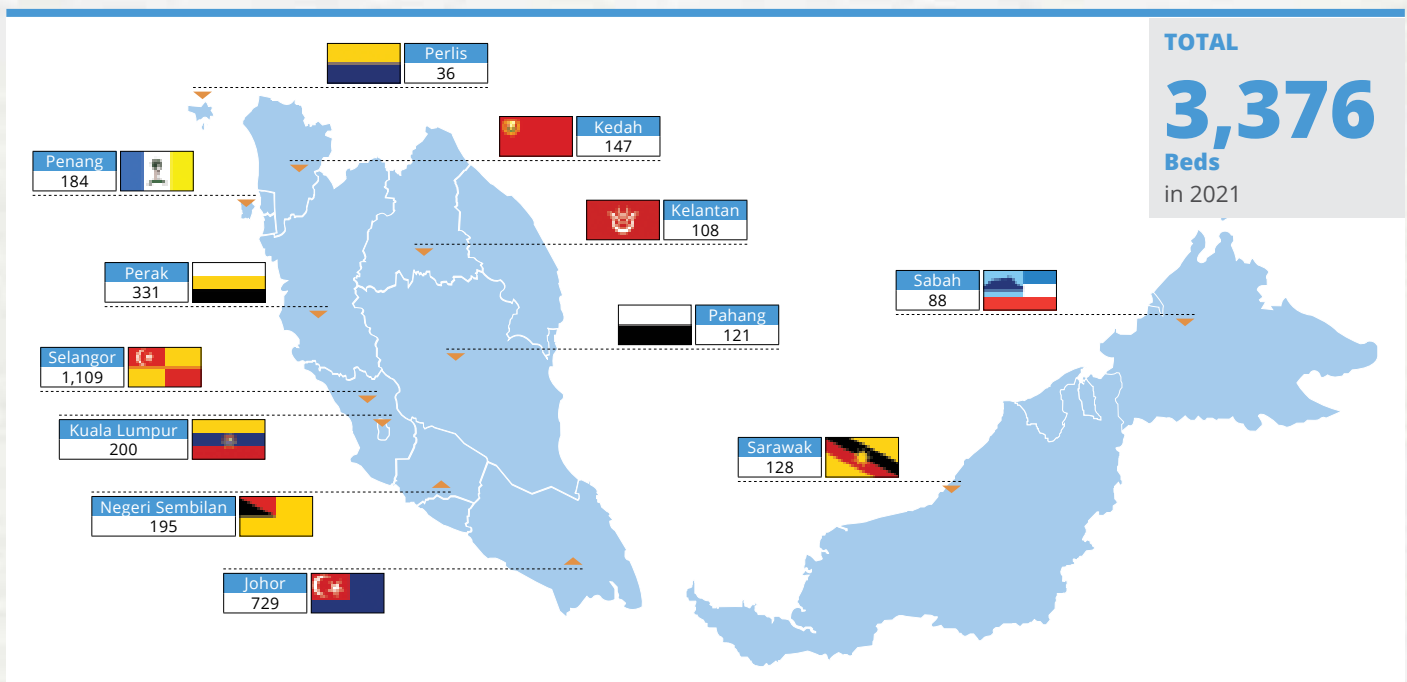 TOTAL
3,376
Beds
in 2021
Perlis
36
Kedah
147
Penang
184
Kelantan
108
Perak
331
Sabah
88
Pahang
121
Selangor
1,109
Kuala Lumpur
200
Sarawak
128
Negeri Sembilan
195
Johor
729